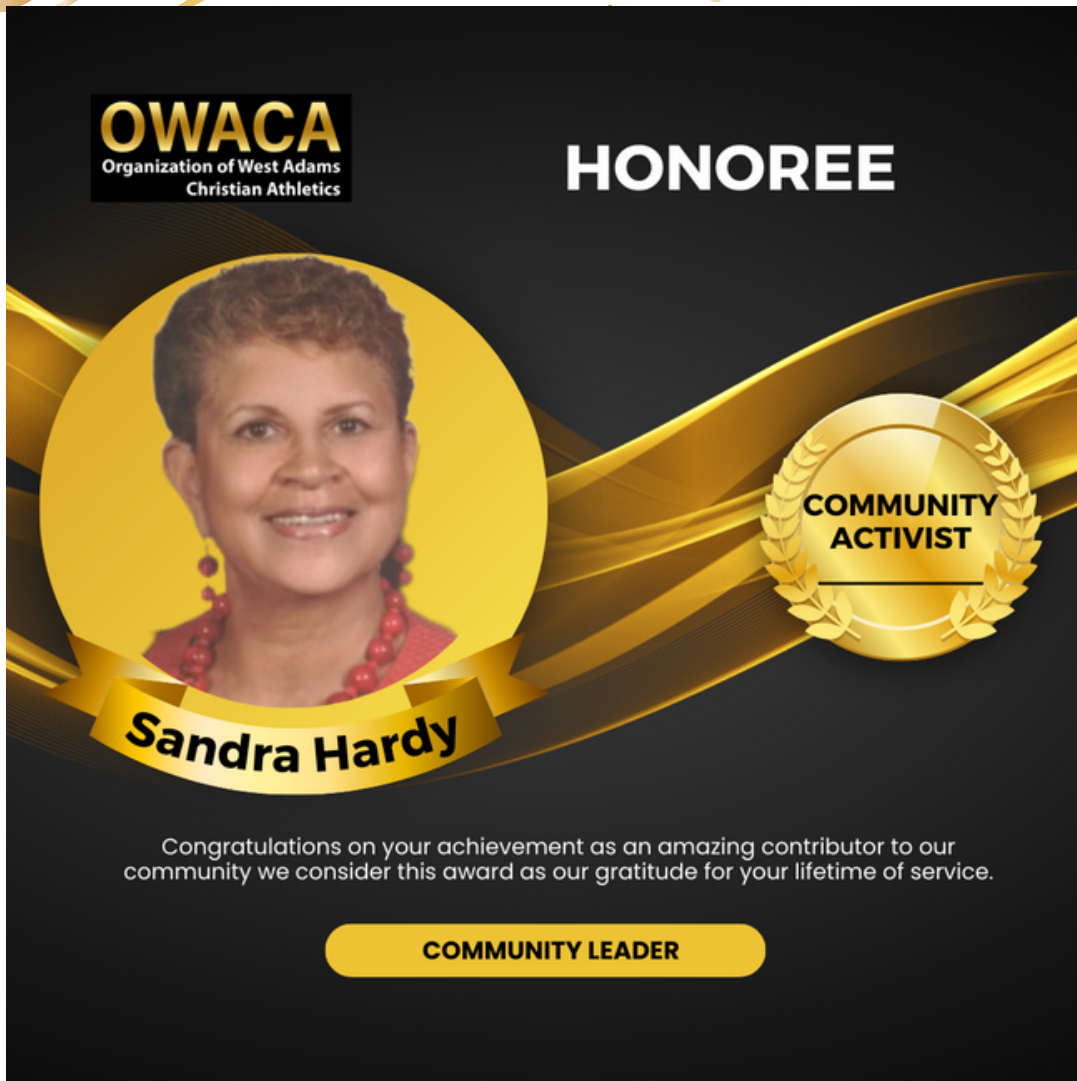 OWACA
Organization of West Adams
Christian Athletics
HONOREE
COMMUNITY
ACTIVIST
Sandra Hardy
Congratulations on your achievement as an amazing contributor to our
community we consider this award as our gratitude for your lifetime of service.
COMMUNITY LEADER